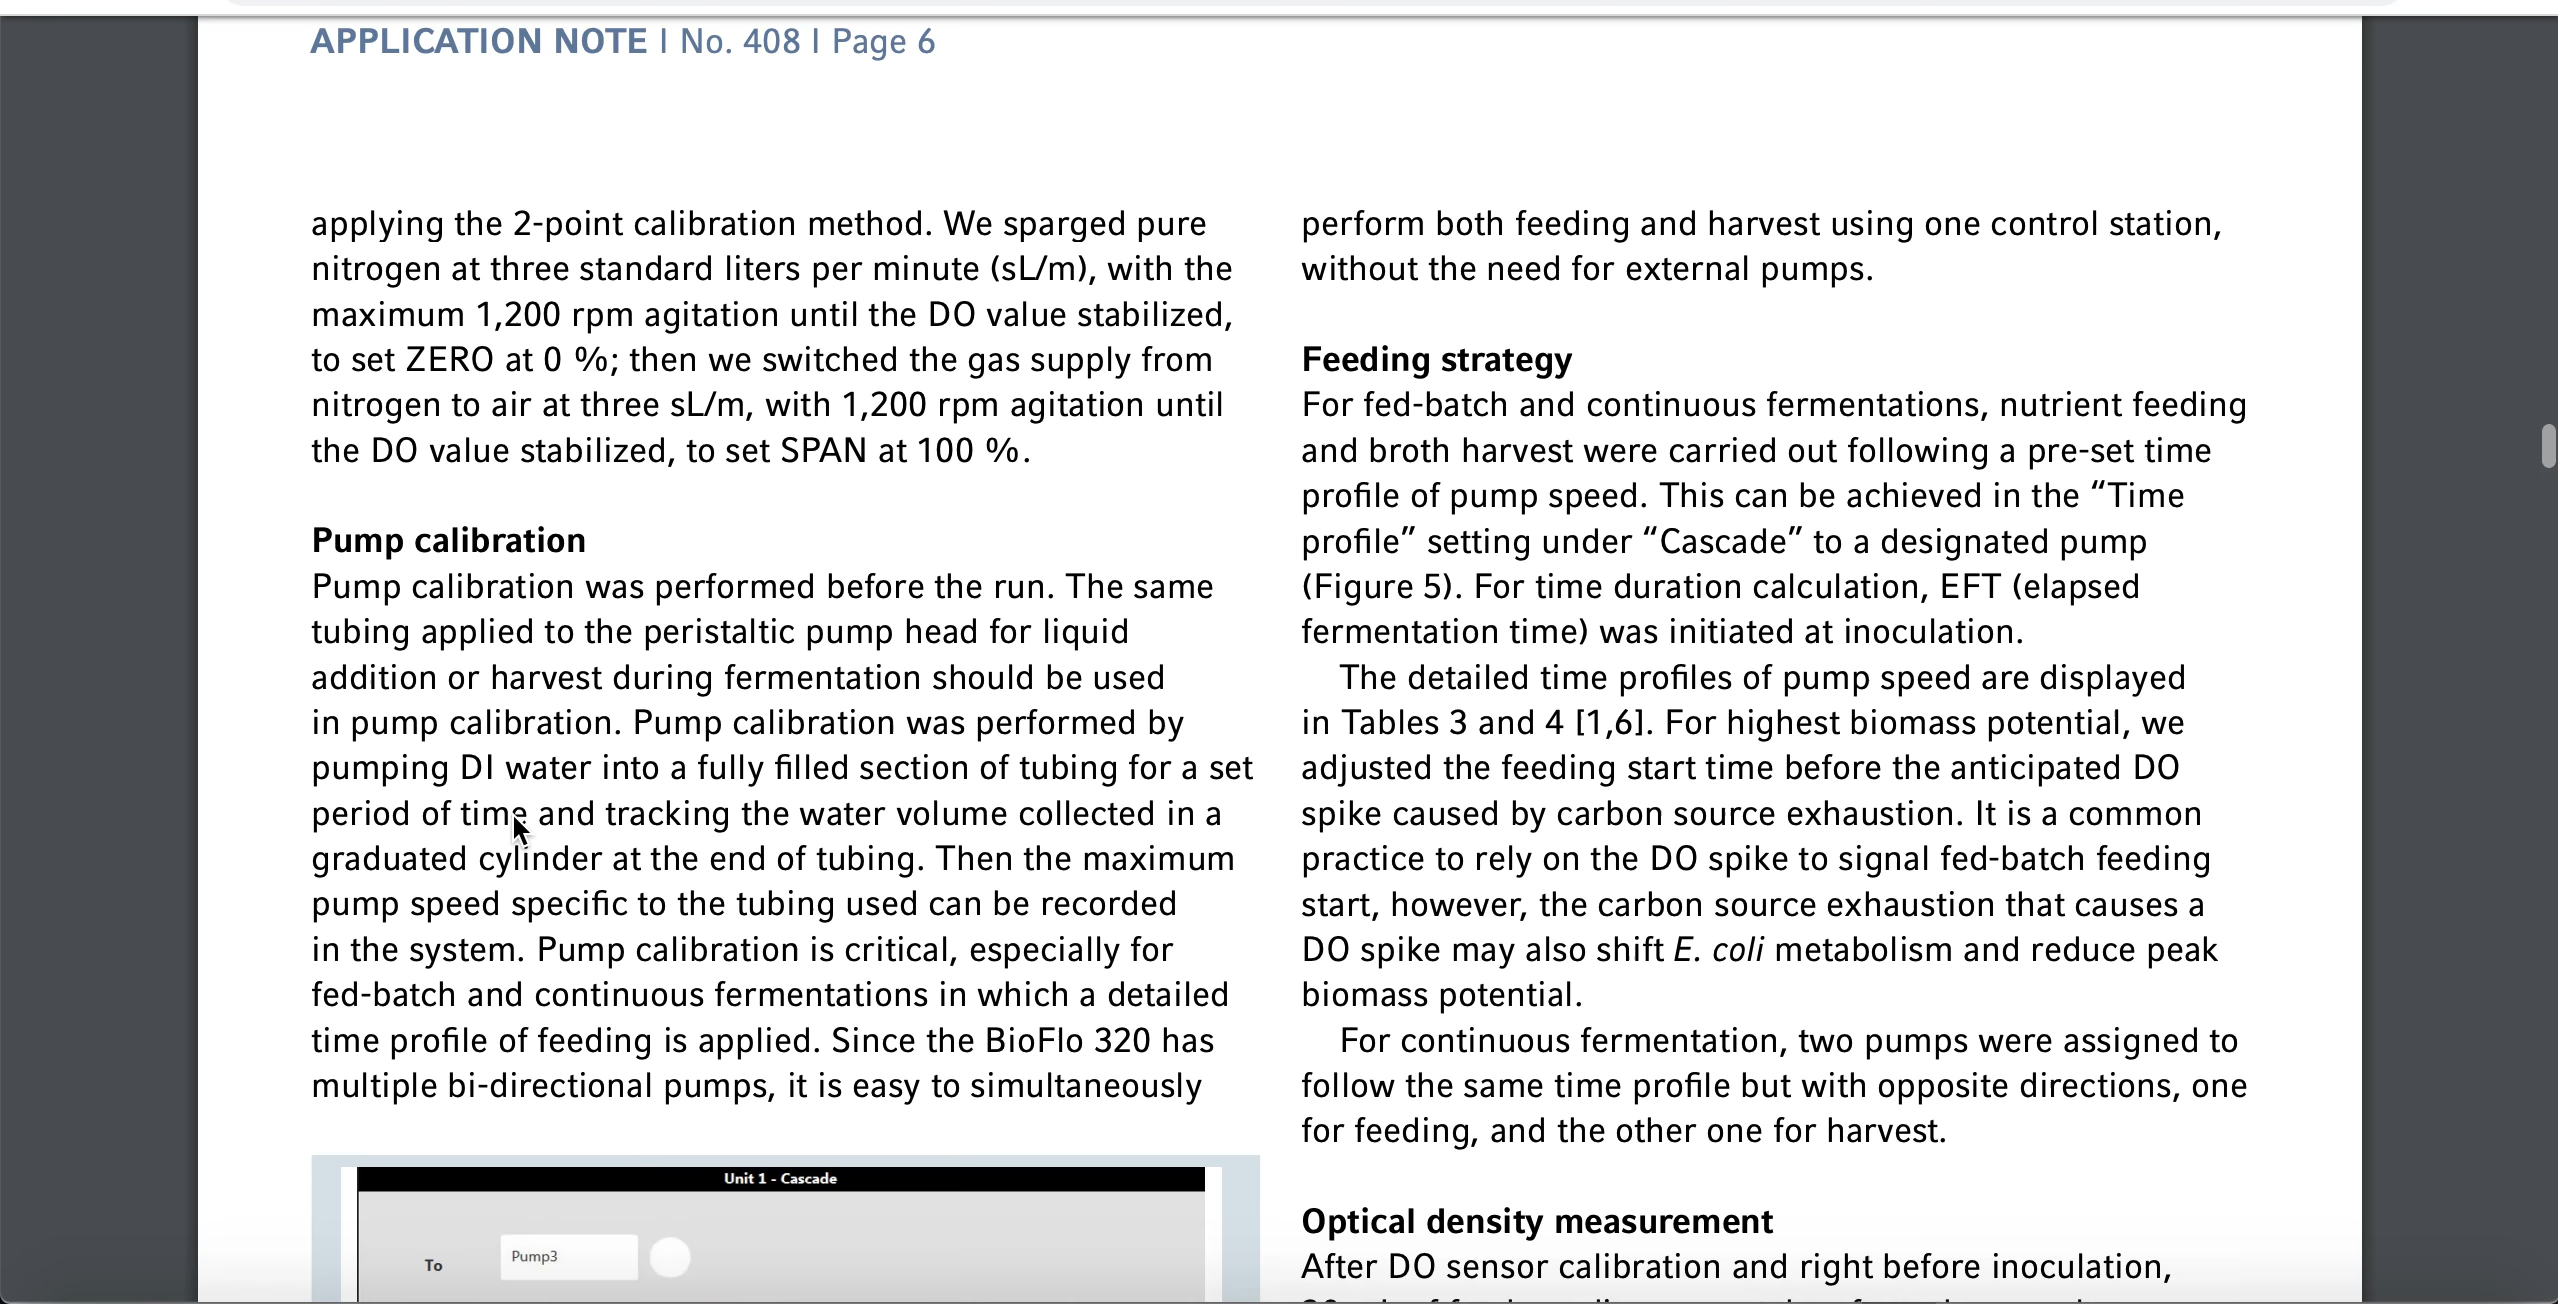 APPLICATION NOTE | No. 408 | Page 6
applying the 2-point calibration method. We sparged pure
nitrogen at three standard liters per minute (sL/m), with the
maximum 1,200 rpm agitation until the DO value stabilized,
to set ZERO at 0 %; then we switched the gas supply from
nitrogen to air at three sL/m, with 1,200 rpm agitation until
the DO value stabilized, to set SPAN at 100 %.
Pump calibration
Pump calibration was performed before the run. The same
tubing applied to the peristaltic pump head for liquid
addition or harvest during fermentation should be used
in pump calibration. Pump calibration was performed by
pumping DI water into a fully filled section of tubing for a set
period of time and tracking the water volume collected in a
graduated cylinder at the end of tubing. Then the maximum
pump speed specific to the tubing used can be recorded
in the system. Pump calibration is critical, especially for
fed-batch and continuous fermentations in which a detailed
time profile of feeding is applied. Since the BioFlo 320 has
multiple bi-directional pumps, it is easy to simultaneously
Unit 1 - Cascade
To
Pump3
perform both feeding and harvest using one control station,
without the need for external pumps.
Feeding strategy
For fed-batch and continuous fermentations, nutrient feeding
and broth harvest were carried out following a pre-set time
profile of pump speed. This can be achieved in the “Time
profile” setting under “Cascade” to a designated pump
(Figure 5). For time duration calculation, EFT (elapsed
fermentation time) was initiated at inoculation.
The detailed time profiles of pump speed are displayed
in Tables 3 and 4 [1,6]. For highest biomass potential, we
adjusted the feeding start time before the anticipated DO
spike caused by carbon source exhaustion. It is a common
practice to rely on the DO spike to signal fed-batch feeding
start, however, the carbon source exhaustion that causes a
DO spike may also shift E. coli metabolism and reduce peak
biomass potential.
For continuous fermentation, two pumps were assigned to
follow the same time profile but with opposite directions, one
for feeding, and the other one for harvest.
Optical density measurement
After DO sensor calibration and right before inoculation,